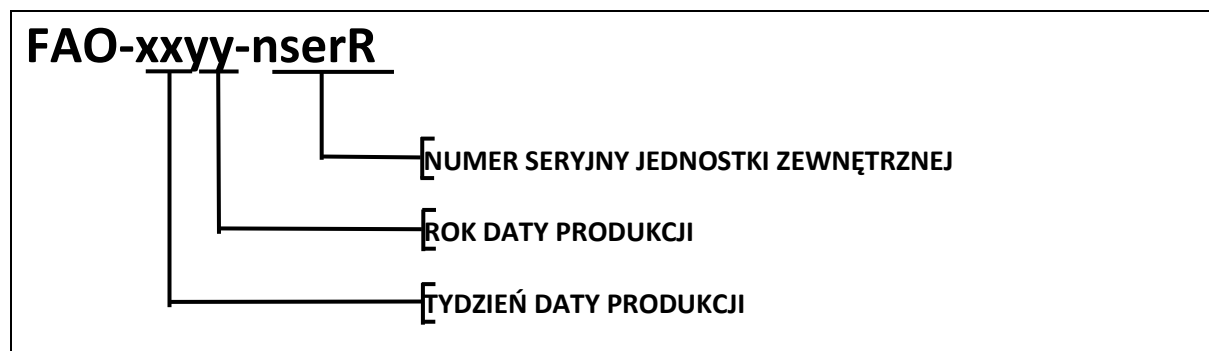 FAO-xxyy-nserR
NUMER SERYJNY JEDNOSTKI ZEWNĘTRZNEJ
ROK DATY PRODUKCJI
TYDZIEŃ DATY PRODUKCJI